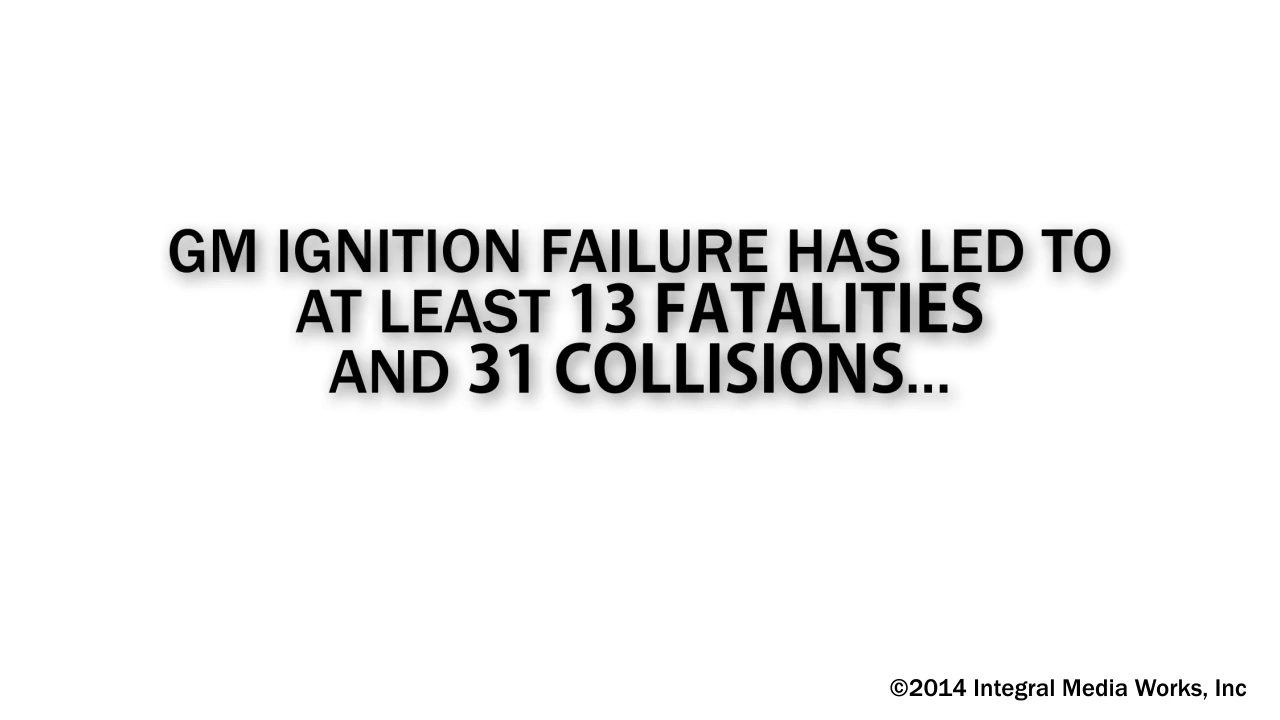 GM IGNITION FAILURE HAS LED TO
AT LEAST 13 FATALITIES
AND 31 COLLISIONS...
©2014 Integral Media Works, Inc